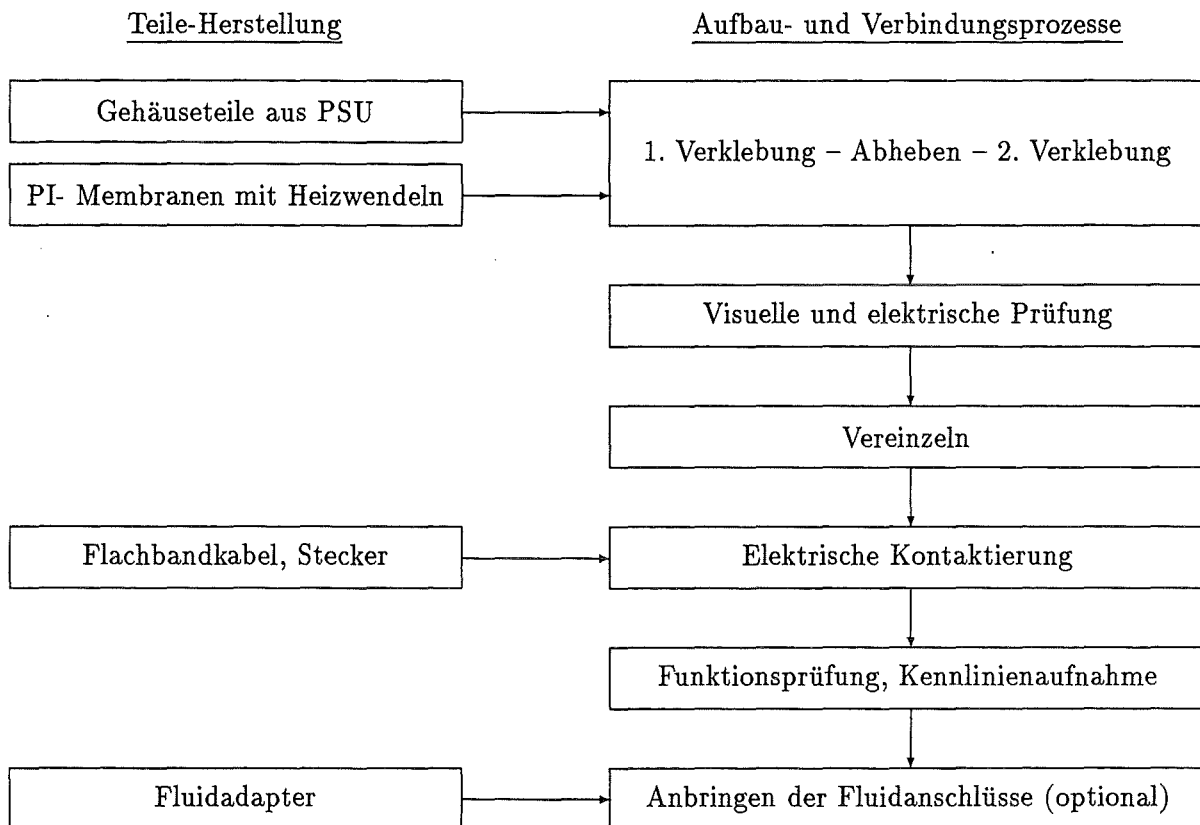 Teile-Herstellung
Aufbau- und Verbindungsprozesse
Gehäuseteile aus PSU
1. Verklebung – Abheben – 2. Verklebung
PI- Membranen mit Heizwendeln
Visuelle und elektrische Prüfung
Vereinzeln
Flachbandkabel, Stecker
Elektrische Kontaktierung
Funktionsprüfung, Kennlinienaufnahme
Fluidadapter
Anbringen der Fluidanschlüsse (optional)